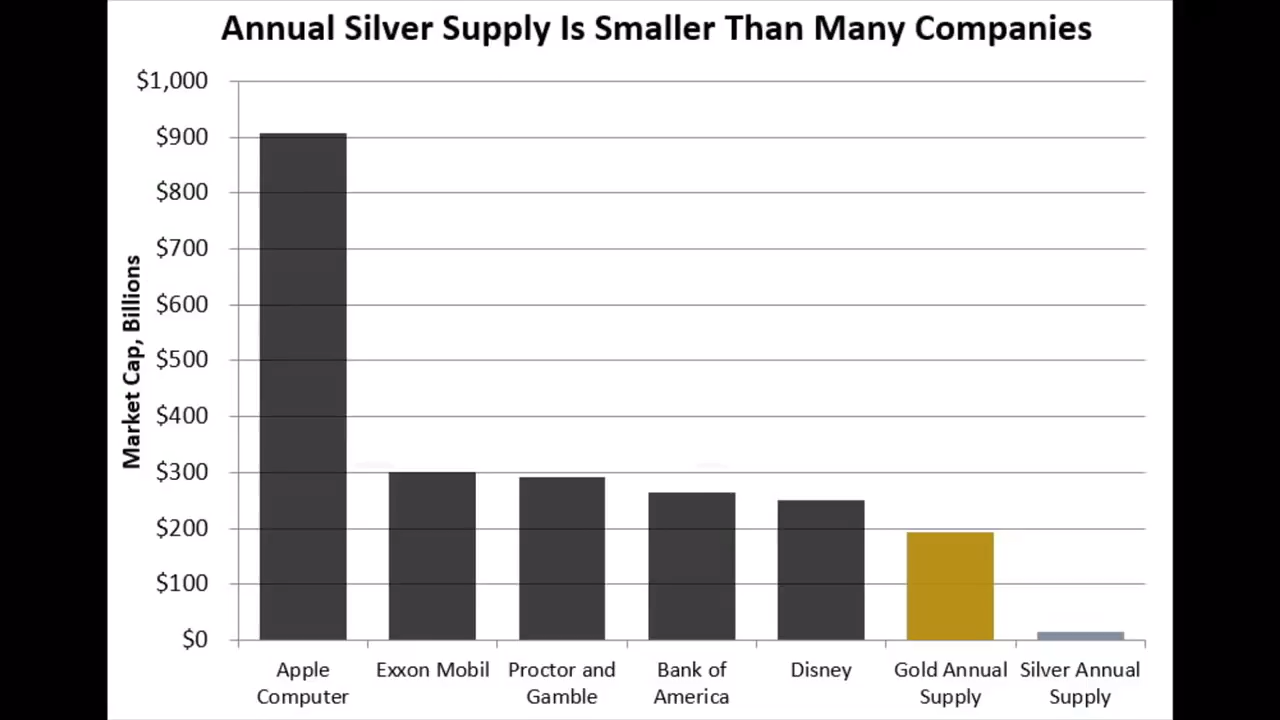 Annual Silver Supply Is Smaller Than Many Companies
$1,000
$900
$800
$700
$600
$500
$400
$300
$200
$100
$0
Market Cap, Billions
Apple
Computer
Exxon Mobil
Proctor and
Gamble
Bank of
America
Disney
Gold Annual
Supply
Silver Annual
Supply